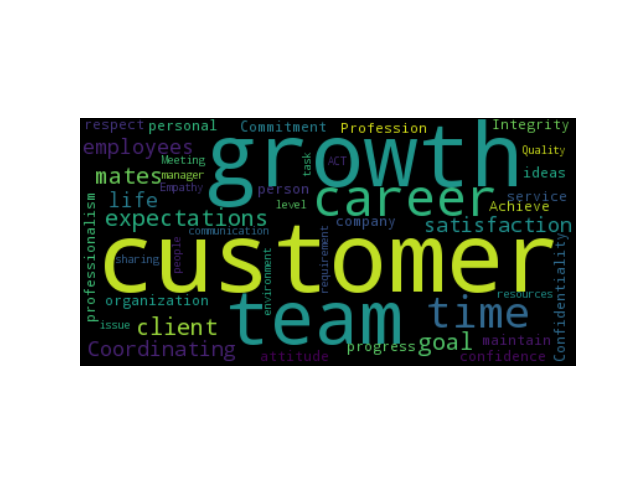 respect personal Commitment Profession Integrity
employees growth Quality
Meeting task ACT
mates manager Empathy person career ideas
life level service Achieve
expectations company satisfaction
professionalism customer communication
sharing people environment requirement Confidentiality
organization team time resources
issue client goal maintain
Coordinating attitude progress confidence